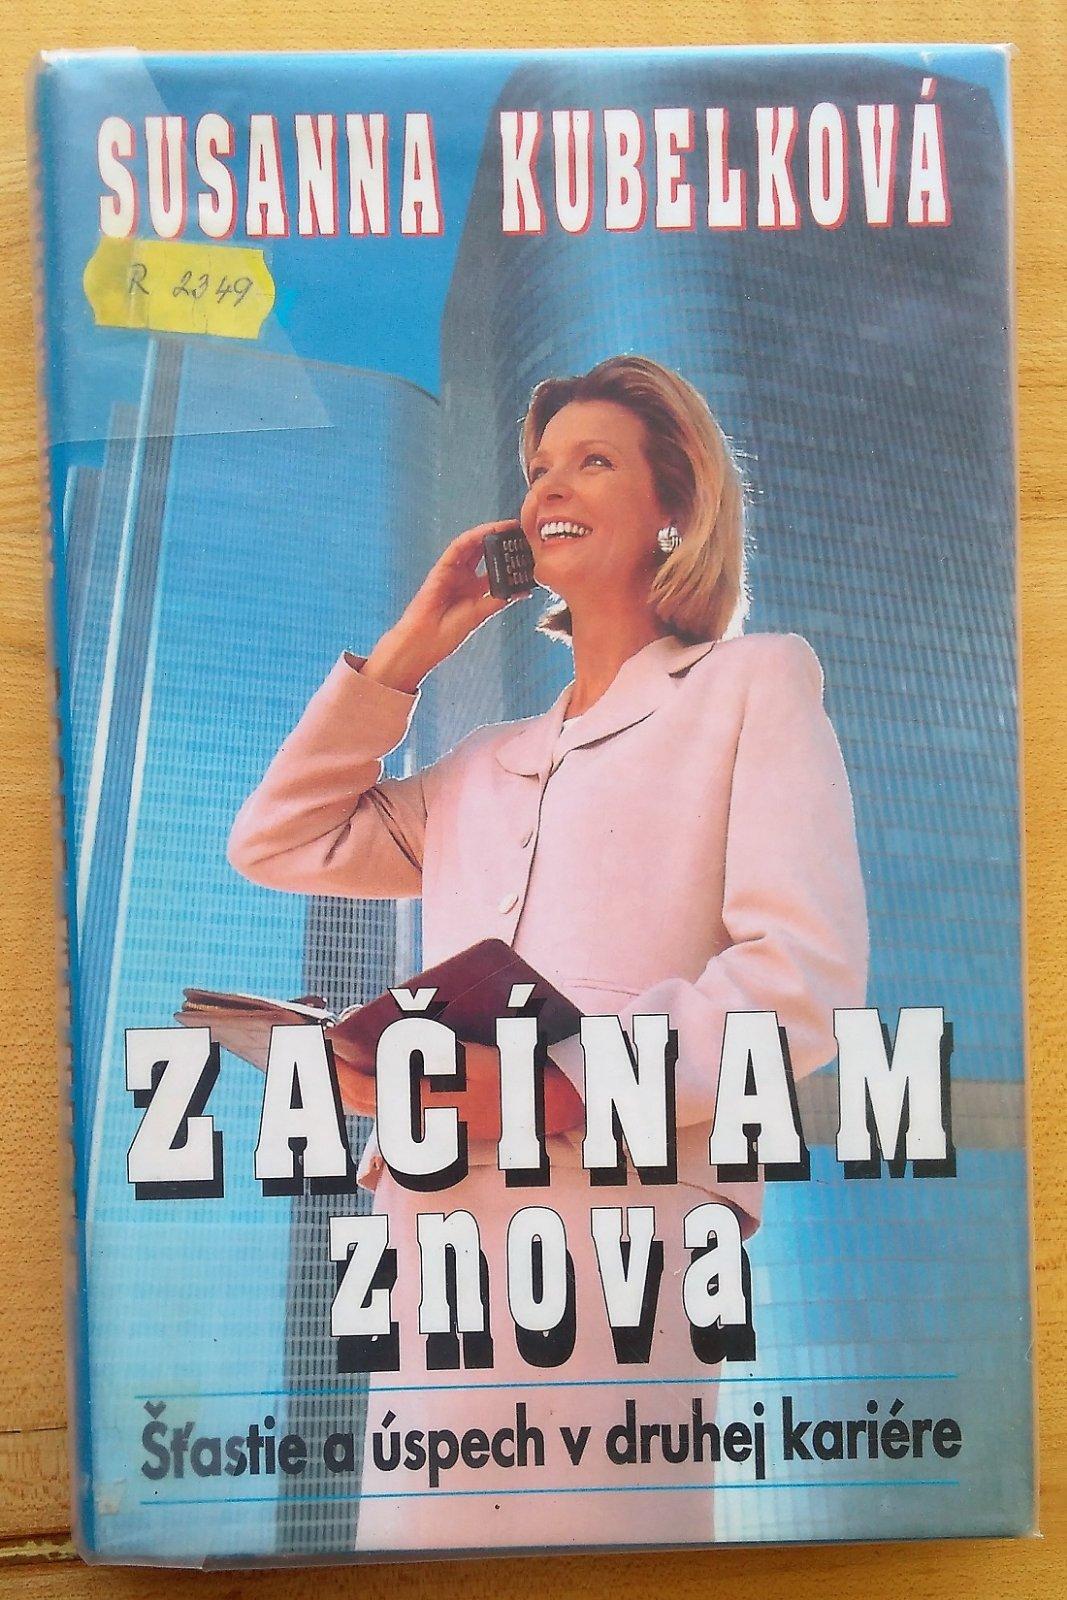 SUSANNA KUBELKOVÁ
R 2349
ZAČÍNAM
znova
Šťastie a úspech v druhej kariére